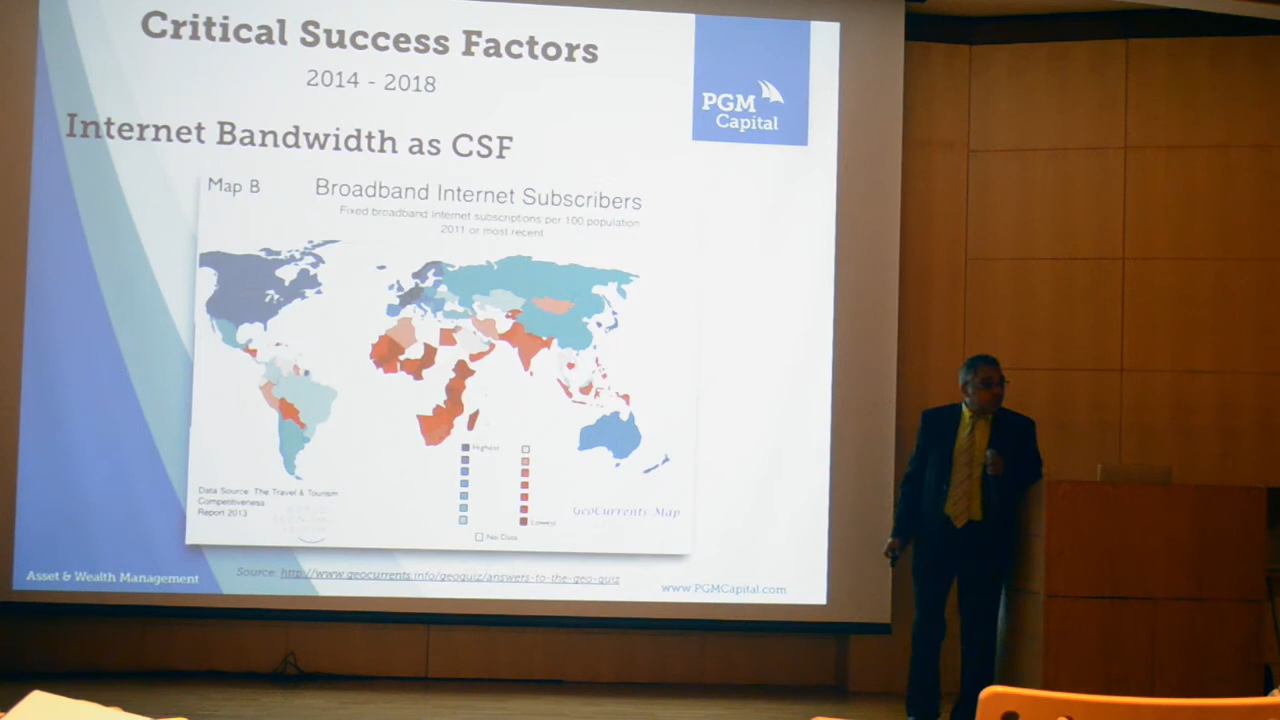 Critical Success Factors
2014 - 2018
PGM
Capital
Internet Bandwidth as CSF
Map B
Broadband Internet Subscribers
Fixed broadband Internet subscriptions per 100 population
2011 or most recent
Highest
Lowest
No Data
Data Source: The Travel & Tourism
Competitiveness
Report 2013
GeoCurrents Map
Asset & Wealth Management
Source: http://www.geocurrents.info/geoquiz/answers-to-the-geo-quiz
www.PGMCapital.com